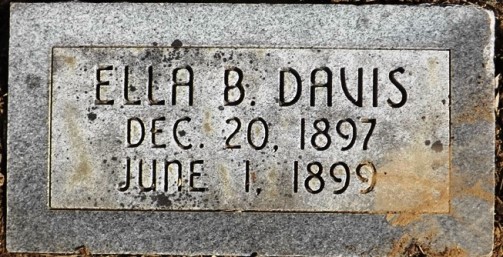 ELLA B. DAVIS
DEC. 20, 1897
JUNE 1, 1899